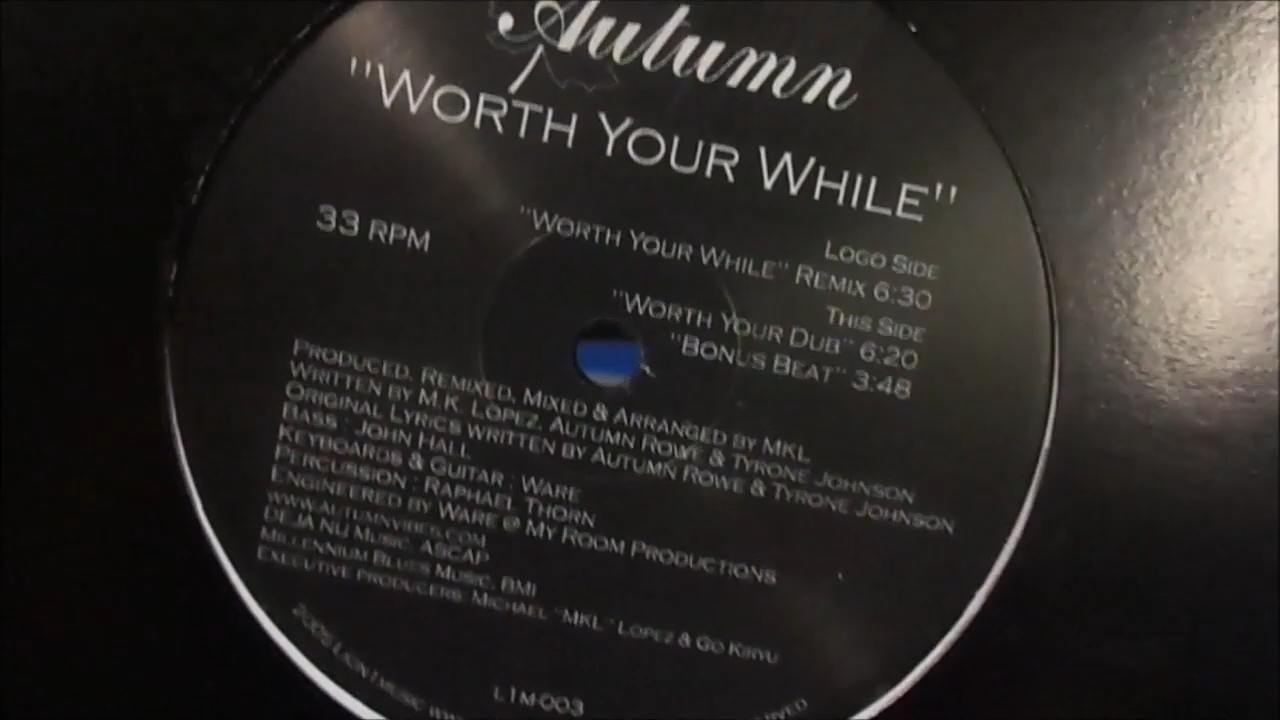 Autumn
"WORTH YOUR WHILE"
33 RPM
LOGO SIDE
"WORTH YOUR WHILE" REMIX 6:30
THIS SIDE
"WORTH YOUR DUB" 6:20
"BONUS BEAT" 3:48
PRODUCED, REMIXED, MIXED & ARRANGED BY MKL
WRITTEN BY M.K. LOPEZ, AUTUMN ROWE & TYRONE JOHNSON
ORIGINAL LYRICS WRITTEN BY AUTUMN ROWE & TYRONE JOHNSON
BASS : JOHN HALL
KEYBOARDS & GUITAR : WARE
PERCUSSION : RAPHAEL THORN
ENGINEERED BY WARE @ MY ROOM PRODUCTIONS
WWW.AUTUMNVIBES.COM
DEJA NU MUSIC, ASCAP
MILLENNIUM BLUES MUSIC, BMI
EXECUTIVE PRODUCERS: MICHAEL "MKL" LOPEZ & GO KIRYU
L1M-003